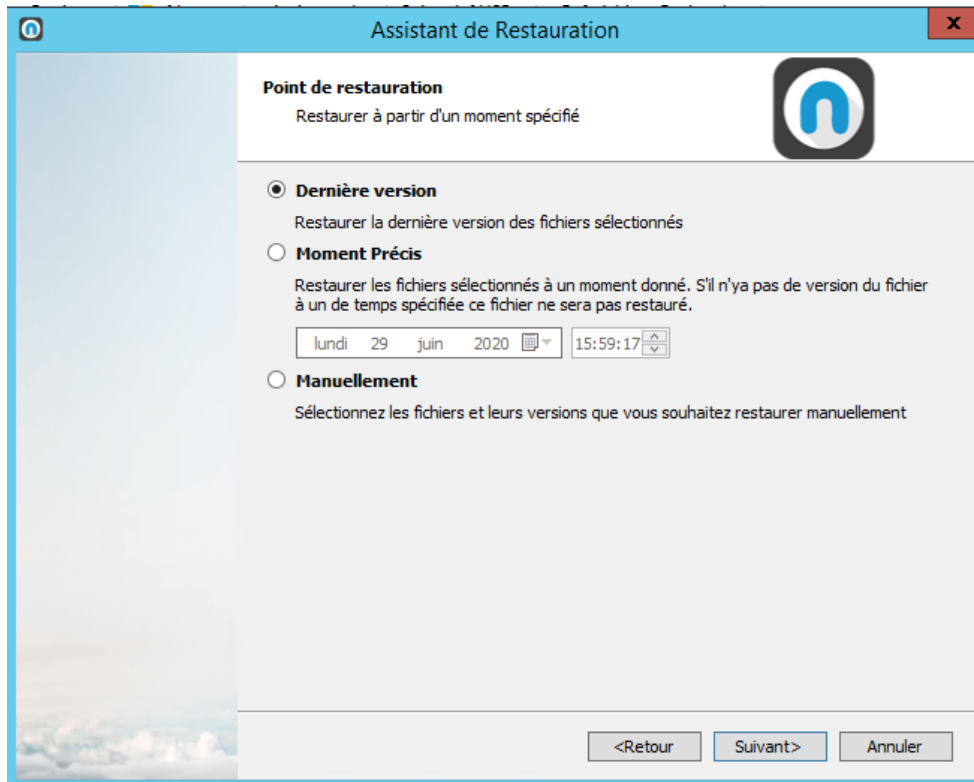 Assistant de Restauration
x
Point de restauration
Restaurer à partir d'un moment spécifié
Dernière version
Restaurer la dernière version des fichiers sélectionnés
Moment Précis
Restaurer les fichiers sélectionnés à un moment donné. S'il n'ya pas de version du fichier
à un de temps spécifiée ce fichier ne sera pas restauré.
lundi 29 juin 2020 15:59:17
Manuellement
Sélectionnez les fichiers et leurs versions que vous souhaitez restaurer manuellement
<Retour Suivant> Annuler